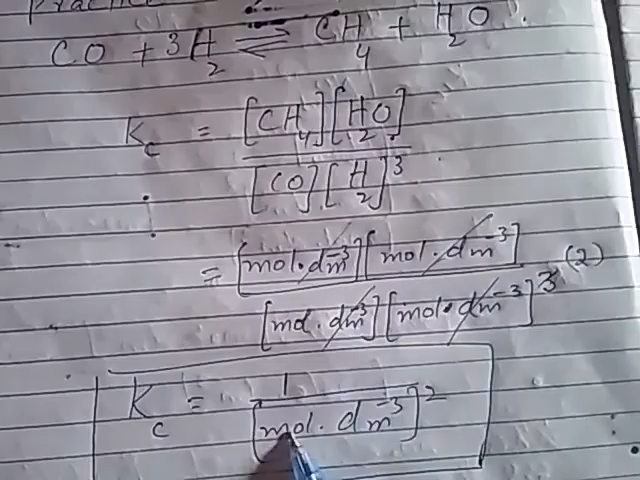 Practice
CO + 3H₂ ⇌ CH₄ + H₂O.
Kc = [CH₄][H₂O] / [CO][H₂]³
= [mol·dm⁻³][mol·dm⁻³] / [mol·dm⁻³][mol·dm⁻³]³ (2)
Kc = 1 / [mol·dm⁻³]²